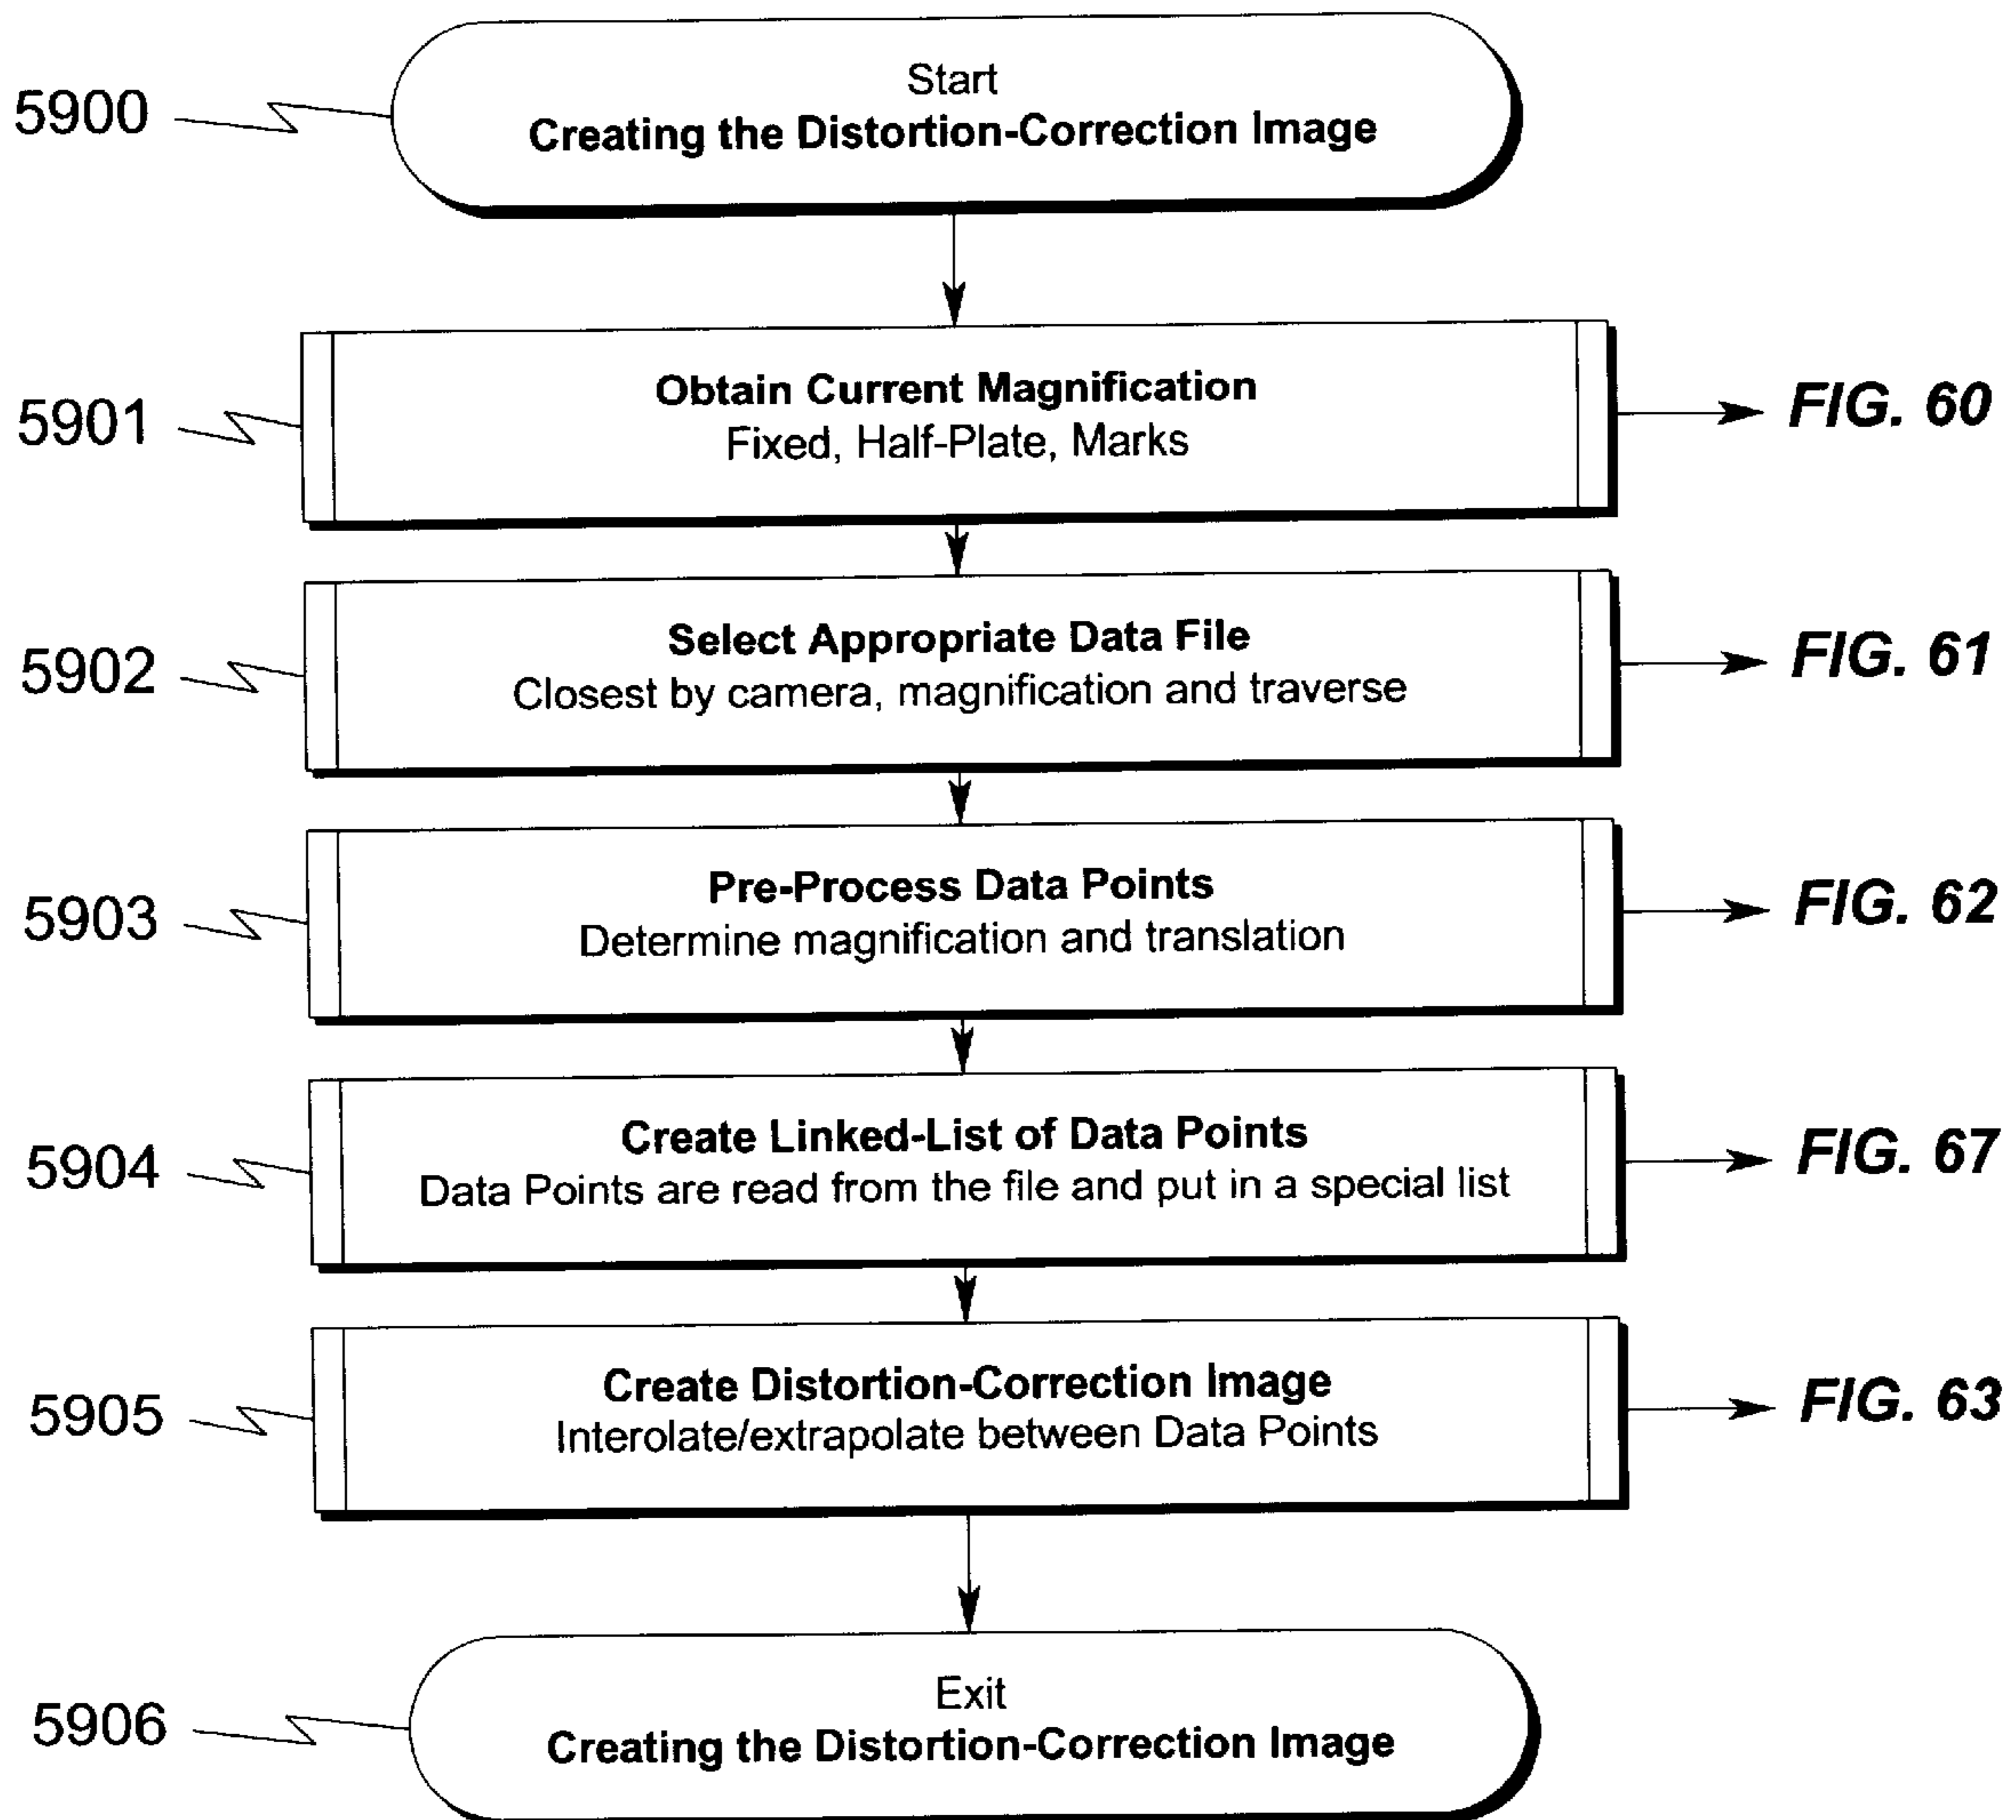 5900
Start
Creating the Distortion-Correction Image
5901
Obtain Current Magnification
Fixed, Half-Plate, Marks
FIG. 60
5902
Select Appropriate Data File
Closest by camera, magnification and traverse
FIG. 61
5903
Pre-Process Data Points
Determine magnification and translation
FIG. 62
5904
Create Linked-List of Data Points
Data Points are read from the file and put in a special list
FIG. 67
5905
Create Distortion-Correction Image
Interolate/extrapolate between Data Points
FIG. 63
5906
Exit
Creating the Distortion-Correction Image